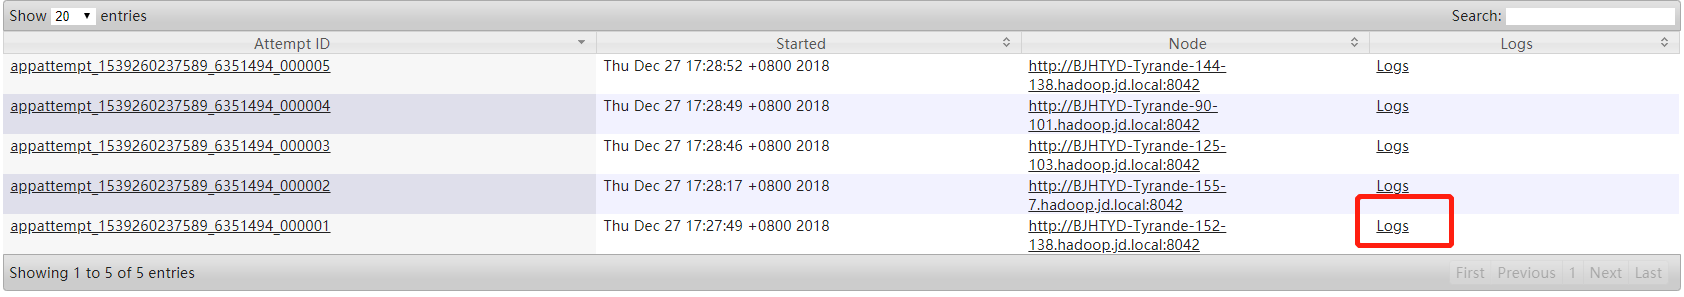 Show 20 entries Search:
Attempt ID Started Node Logs
appattempt_1539260237589_6351494_000005 Thu Dec 27 17:28:52 +0800 2018 http://BJHTYD-Tyrande-144- Logs
138.hadoop.jd.local:8042
appattempt_1539260237589_6351494_000004 Thu Dec 27 17:28:49 +0800 2018 http://BJHTYD-Tyrande-90- Logs
101.hadoop.jd.local:8042
appattempt_1539260237589_6351494_000003 Thu Dec 27 17:28:46 +0800 2018 http://BJHTYD-Tyrande-125- Logs
103.hadoop.jd.local:8042
appattempt_1539260237589_6351494_000002 Thu Dec 27 17:28:17 +0800 2018 http://BJHTYD-Tyrande-155- Logs
7.hadoop.jd.local:8042
appattempt_1539260237589_6351494_000001 Thu Dec 27 17:27:49 +0800 2018 http://BJHTYD-Tyrande-152- Logs
138.hadoop.jd.local:8042
Showing 1 to 5 of 5 entries First Previous 1 Next Last